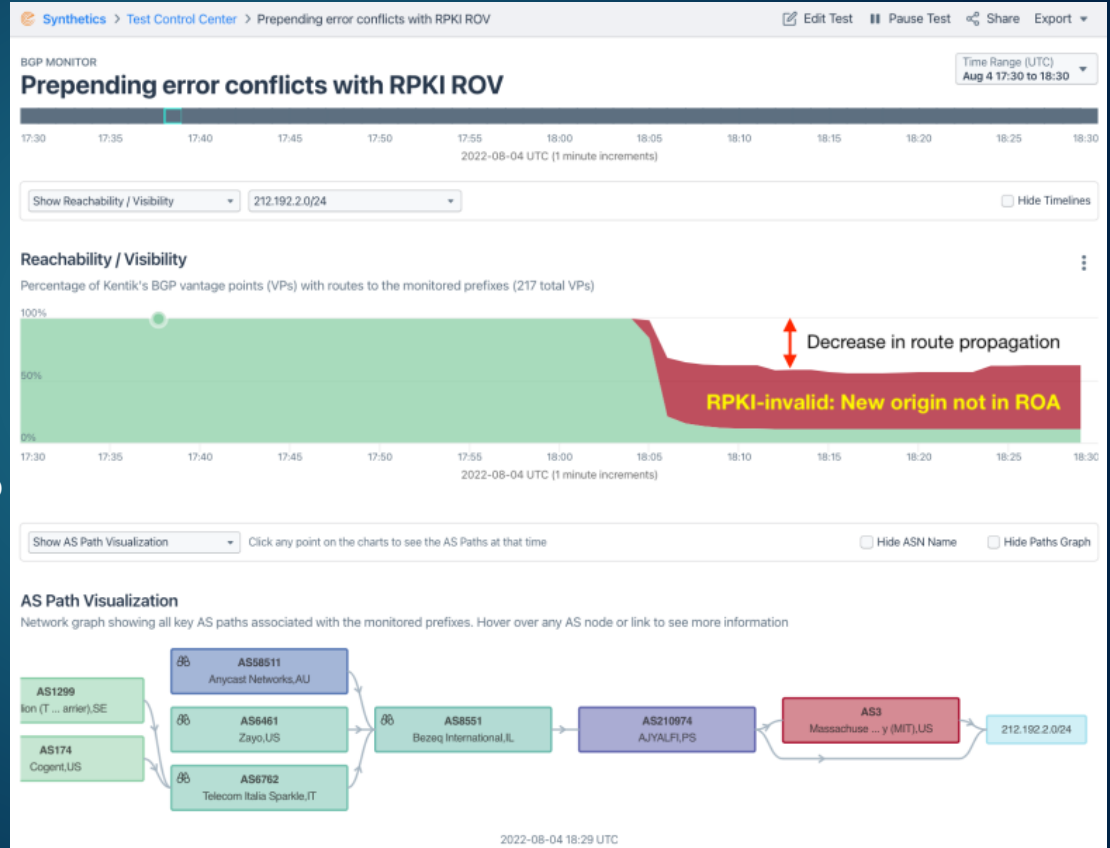 Synthetics > Test Control Center > Prepending error conflicts with RPKI ROV
Edit Test Pause Test Share Export
BGP MONITOR
Prepending error conflicts with RPKI ROV
Time Range (UTC)
Aug 4 17:30 to 18:30
17:30 17:35 17:40 17:45 17:50 17:55 18:00 18:05 18:10 18:15 18:20 18:25 18:30
2022-08-04 UTC (1 minute increments)
Show Reachability / Visibility 212.192.2.0/24 Hide Timelines
Reachability / Visibility
Percentage of Kentik's BGP vantage points (VPs) with routes to the monitored prefixes (217 total VPs)
100%
Decrease in route propagation
50%
RPKI-invalid: New origin not in ROA
0%
17:30 17:35 17:40 17:45 17:50 17:55 18:00 18:05 18:10 18:15 18:20 18:25 18:30
2022-08-04 UTC (1 minute increments)
Show AS Path Visualization Click any point on the charts to see the AS Paths at that time Hide ASN Name Hide Paths Graph
AS Path Visualization
Network graph showing all key AS paths associated with the monitored prefixes. Hover over any AS node or link to see more information
AS1299
lion (T ... arrier),SE
AS174
Cogent,US
AS58511
Anycast Networks,AU
AS6461
Zayo,US
AS6762
Telecom Italia Sparkle,IT
AS8551
Bezeq International,IL
AS210974
AJYALFI,PS
AS3
Massachuse ... y (MIT),US
212.192.2.0/24
2022-08-04 18:29 UTC